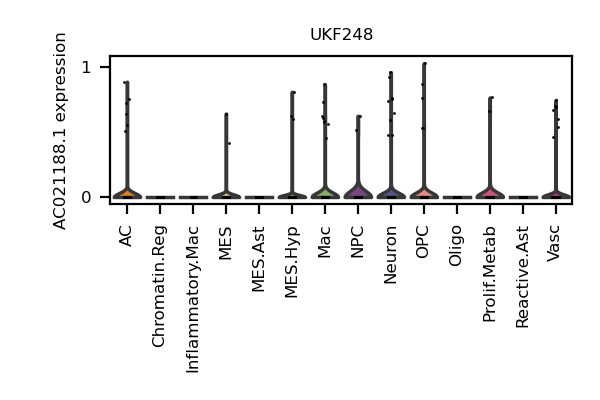 UKF248
AC021188.1 expression
1
0
AC
Chromatin.Reg
Inflammatory.Mac
MES
MES.Ast
MES.Hyp
Mac
NPC
Neuron
OPC
Oligo
Prolif.Metab
Reactive.Ast
Vasc